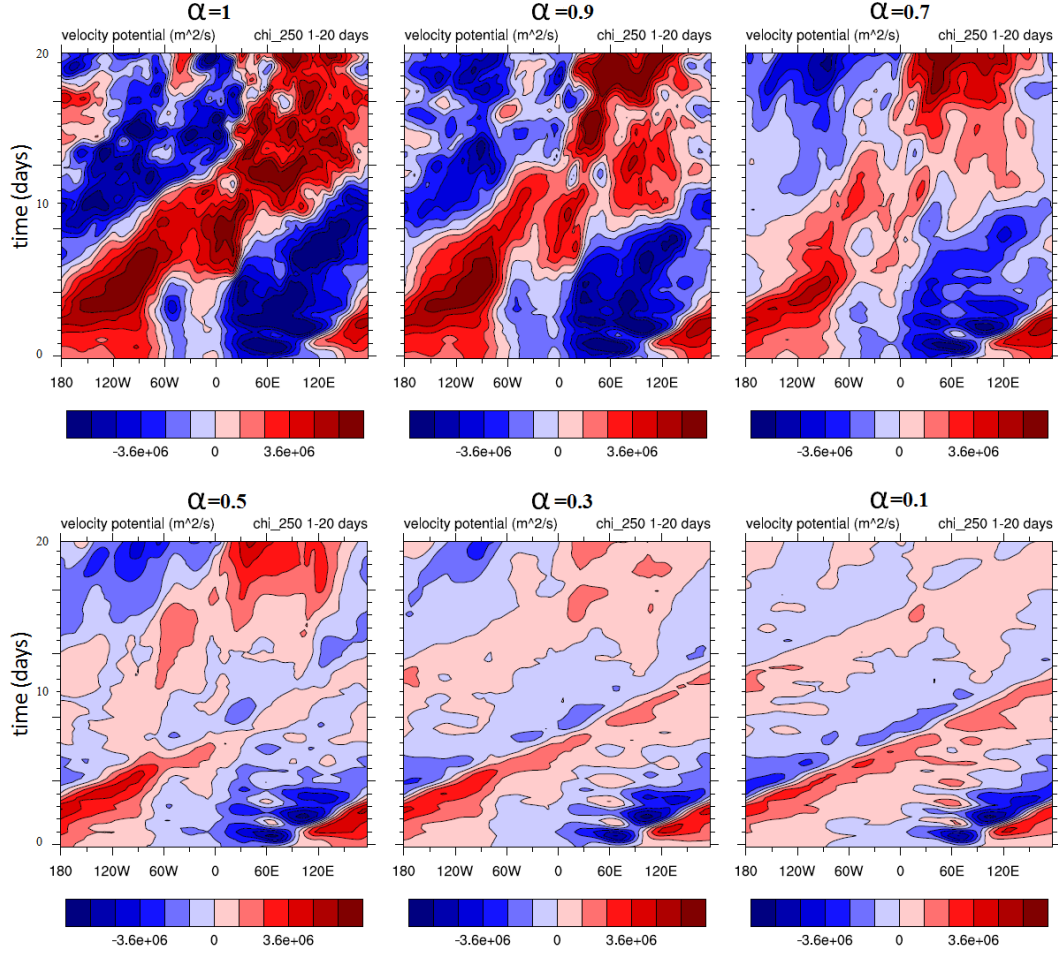 α=1
α=0.9
α=0.7
velocity potential (m^2/s) chi_250 1-20 days
velocity potential (m^2/s) chi_250 1-20 days
velocity potential (m^2/s) chi_250 1-20 days
20
10
0
time (days)
180 120W 60W 0 60E 120E
180 120W 60W 0 60E 120E
180 120W 60W 0 60E 120E
-3.6e+06 0 3.6e+06
-3.6e+06 0 3.6e+06
-3.6e+06 0 3.6e+06
α=0.5
α=0.3
α=0.1
velocity potential (m^2/s) chi_250 1-20 days
velocity potential (m^2/s) chi_250 1-20 days
velocity potential (m^2/s) chi_250 1-20 days
20
10
0
time (days)
180 120W 60W 0 60E 120E
180 120W 60W 0 60E 120E
180 120W 60W 0 60E 120E
-3.6e+06 0 3.6e+06
-3.6e+06 0 3.6e+06
-3.6e+06 0 3.6e+06